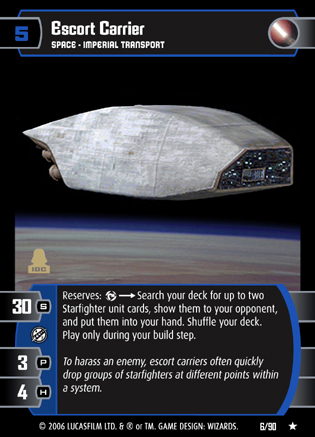 5
Escort Carrier
SPACE - IMPERIAL TRANSPORT
IDC
30 S
Reserves: → Search your deck for up to two
Starfighter unit cards, show them to your opponent,
and put them into your hand. Shuffle your deck.
Play only during your build step.
3 P
To harass an enemy, escort carriers often quickly
drop groups of starfighters at different points within
4 H
a system.
© 2006 LUCASFILM LTD. & ® or TM. GAME DESIGN: WIZARDS. 6/90 ★